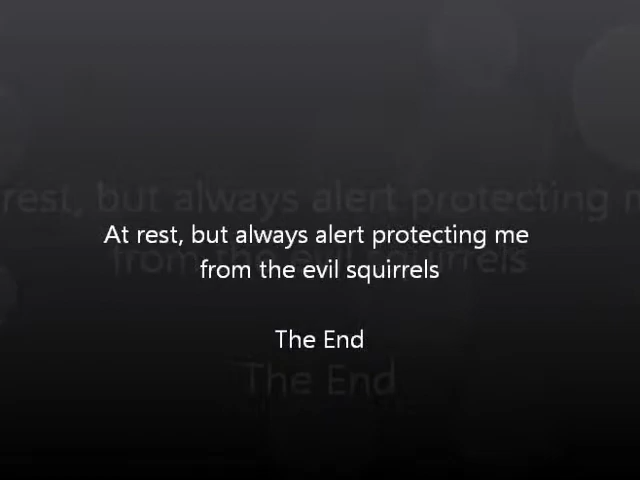 At rest, but always alert protecting me
from the evil squirrels
The End